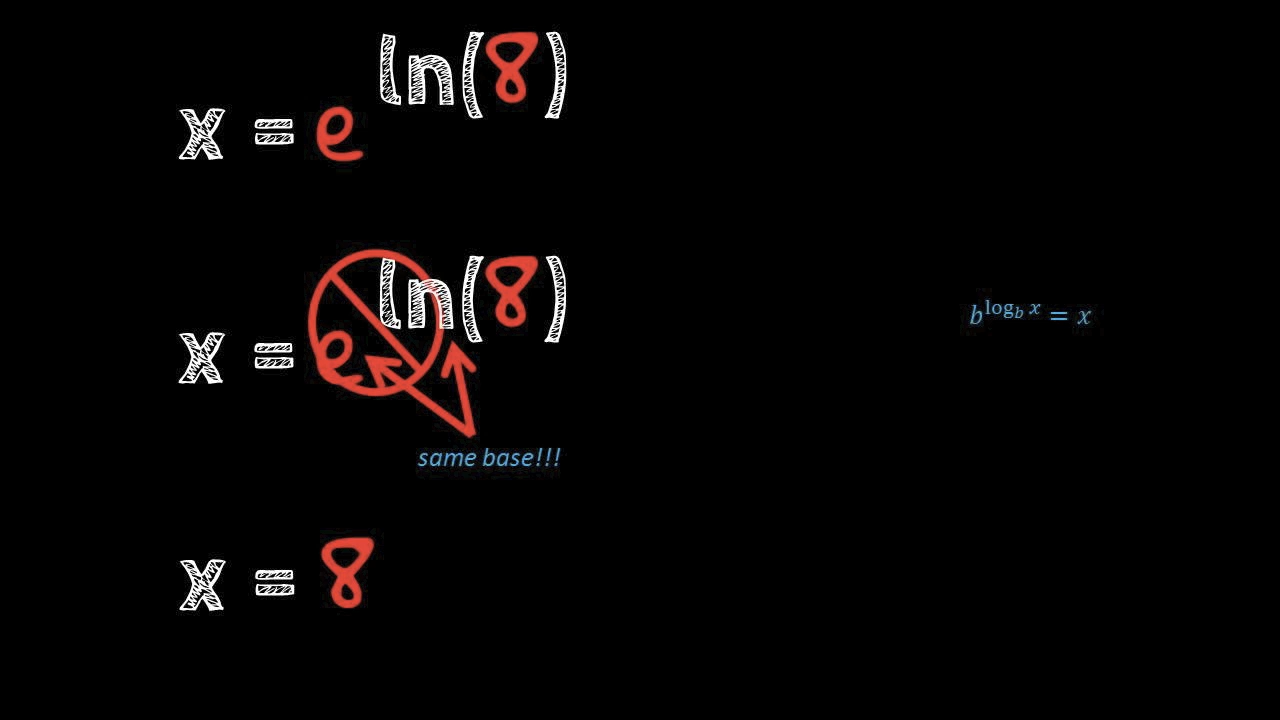 x = e^ln(8)
x = e^ln(8)
b^log_b x = x
same base!!!
x = 8